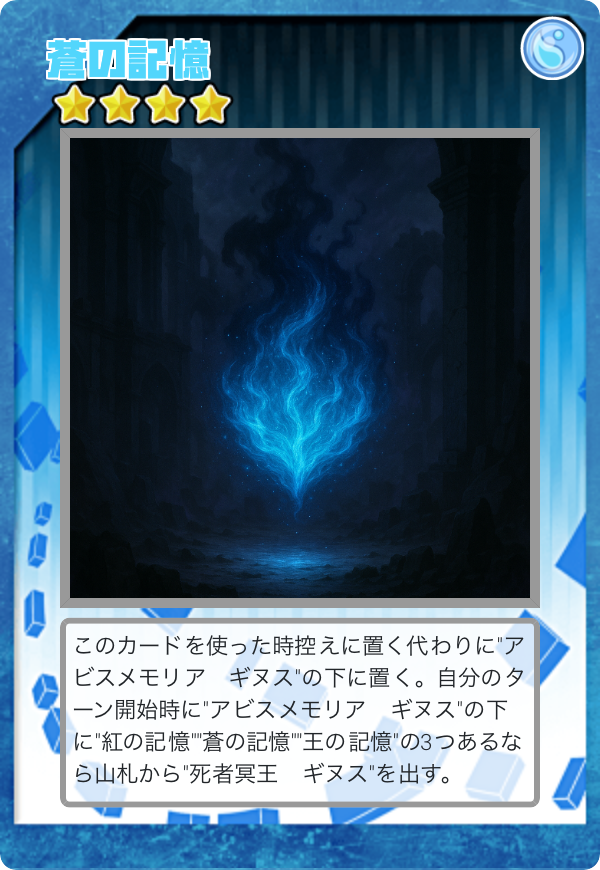 蒼の記憶
このカードを使った時控えに置く代わりに"ア
ビスメモリア　ギヌス"の下に置く。自分のタ
ーン開始時に"アビスメモリア　ギヌス"の下
に"紅の記憶""蒼の記憶""王の記憶"の3つあるな
ら山札から"死者冥王　ギヌス"を出す。